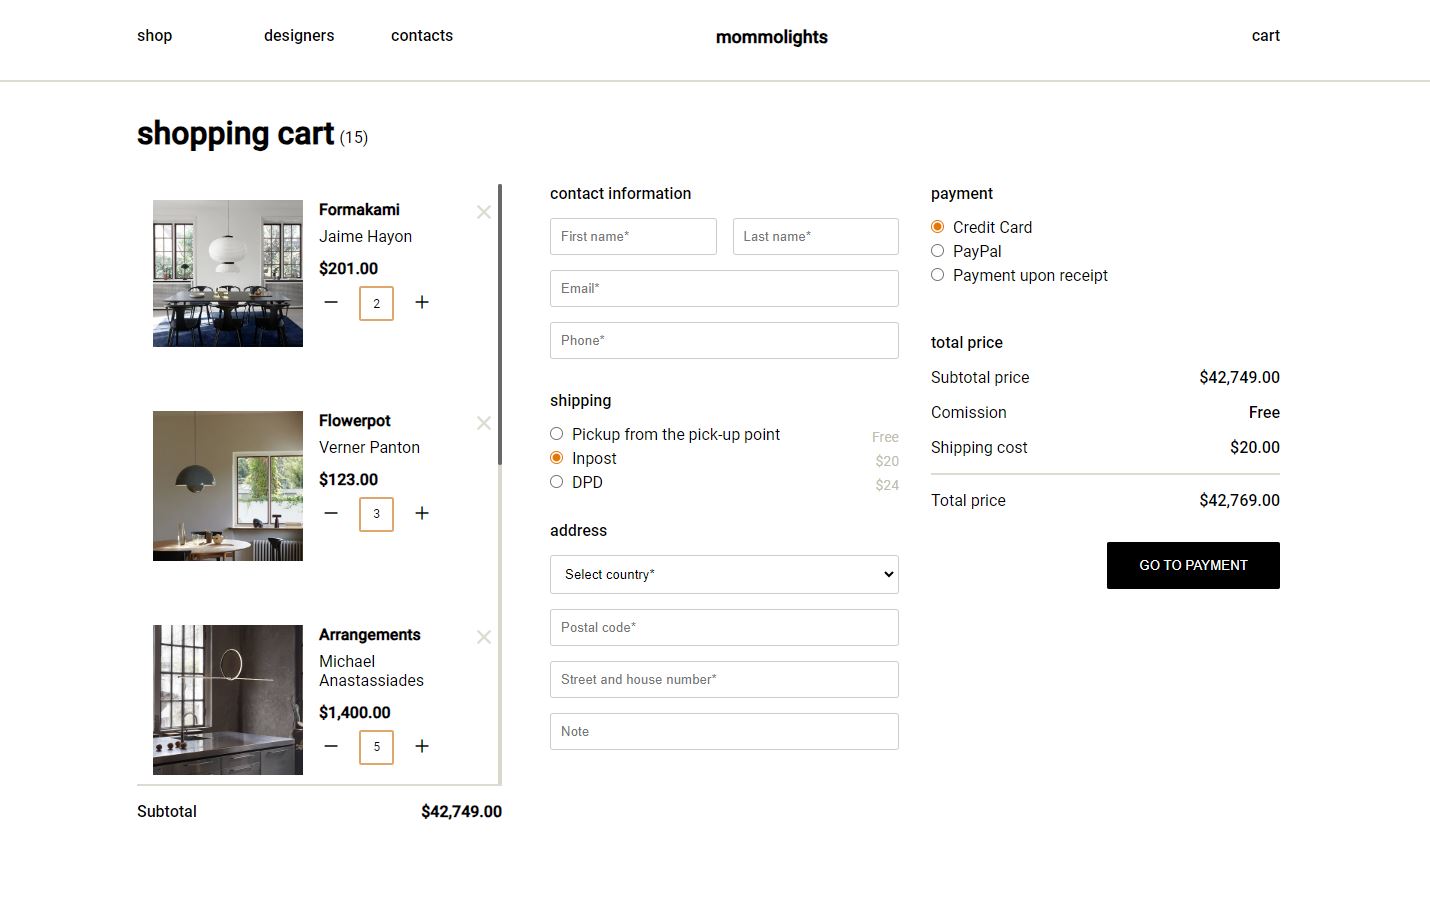 shop designers contacts mommolights cart
shopping cart (15)
Formakami
Jaime Hayon
$201.00
2
Flowerpot
Verner Panton
$123.00
3
Arrangements
Michael
Anastassiades
$1,400.00
5
Subtotal $42,749.00
contact information
First name* Last name*
Email*
Phone*
shipping
Pickup from the pick-up point Free
Inpost $20
DPD $24
address
Select country*
Postal code*
Street and house number*
Note
payment
Credit Card
PayPal
Payment upon receipt
total price
Subtotal price $42,749.00
Comission Free
Shipping cost $20.00
Total price $42,769.00
GO TO PAYMENT